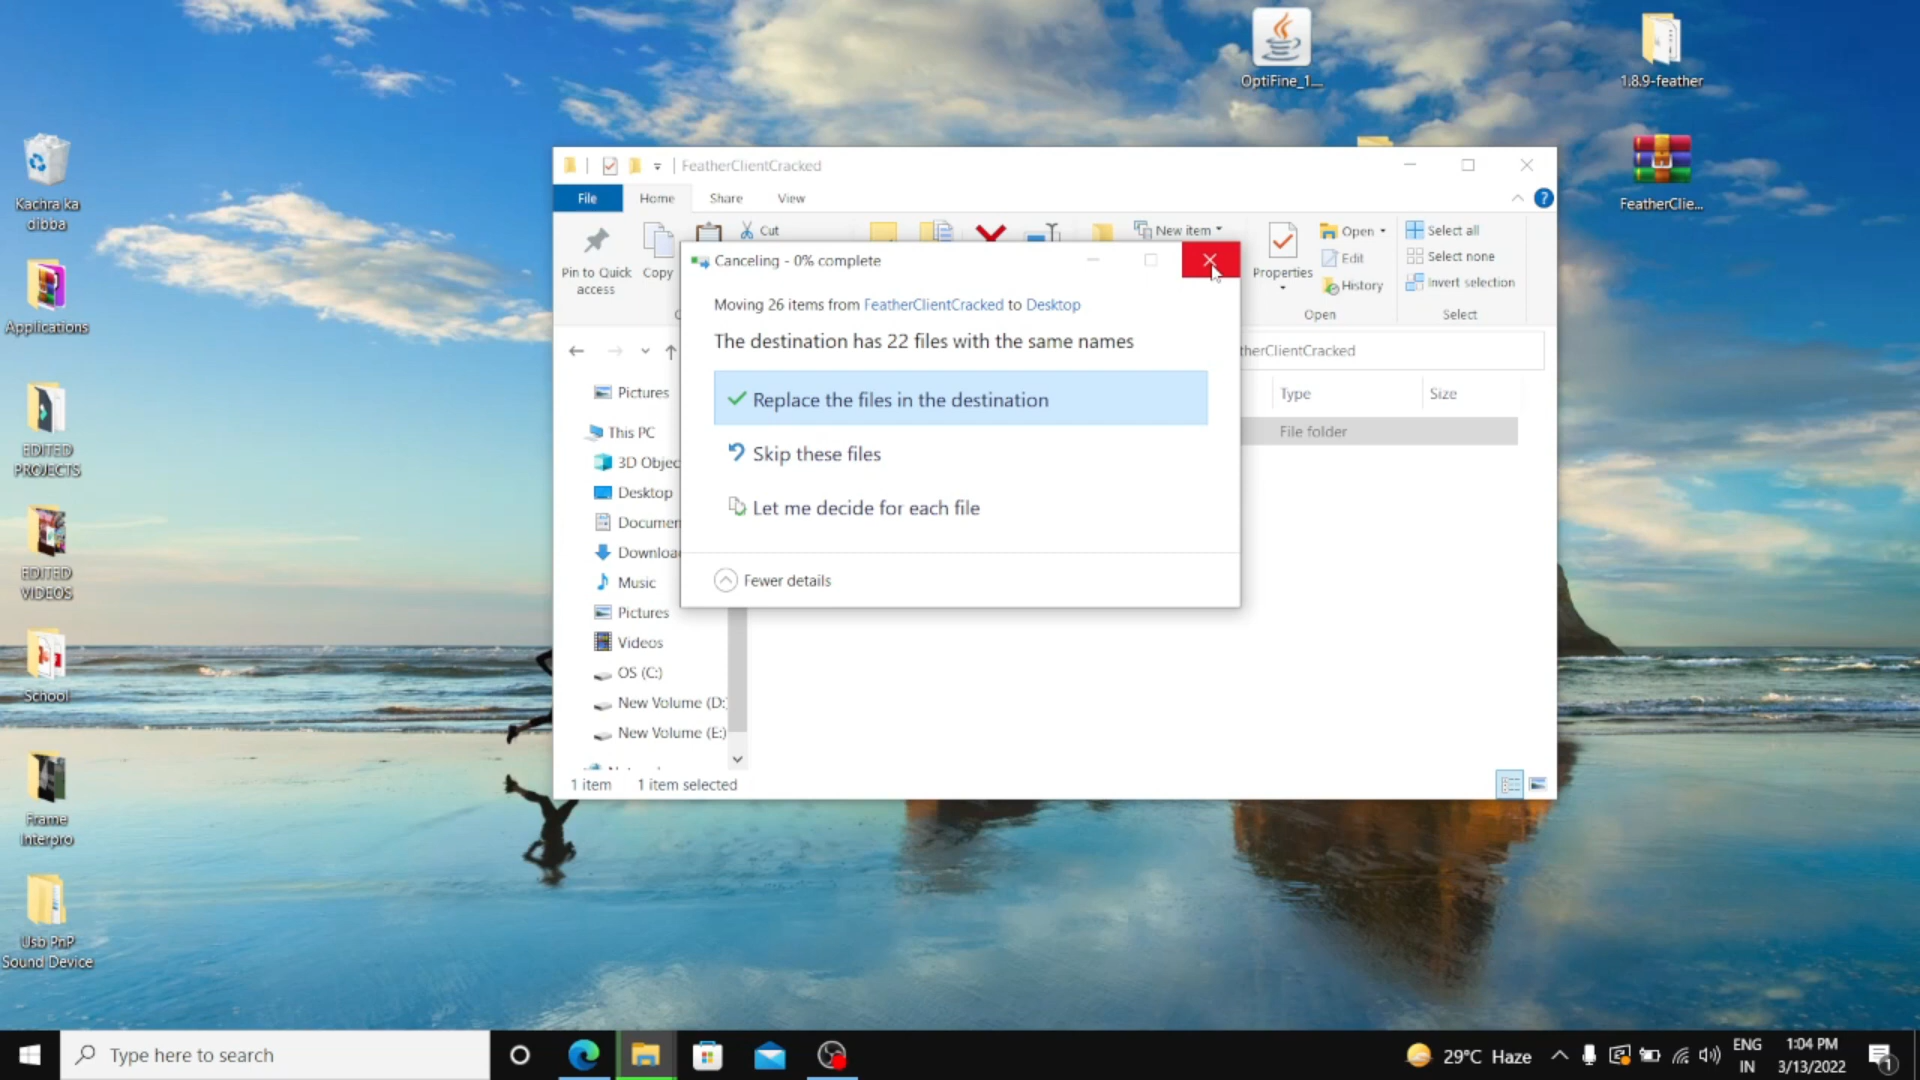 OptiFine_1....
1.8.9-feather
FeatherClie...
Kachra ka
dibba
Applications
EDITED
PROJECTS
EDITED
VIDEOS
School
Frame
Interpro
Usb PnP
Sound Device
FeatherClientCracked
File
Home
Share
View
Pin to Quick
access
Copy
Cut
New item
Properties
Open
Edit
History
Open
Select all
Select none
Invert selection
Select
Canceling - 0% complete
Moving 26 items from FeatherClientCracked to Desktop
The destination has 22 files with the same names
Replace the files in the destination
Skip these files
Let me decide for each file
Fewer details
therClientCracked
Type
Size
File folder
Pictures
This PC
3D Objec
Desktop
Documen
Downloa
Music
Pictures
Videos
OS (C:)
New Volume (D:)
New Volume (E:)
1 item
1 item selected
Type here to search
29°C Haze
ENG
IN
1:04 PM
3/13/2022
1